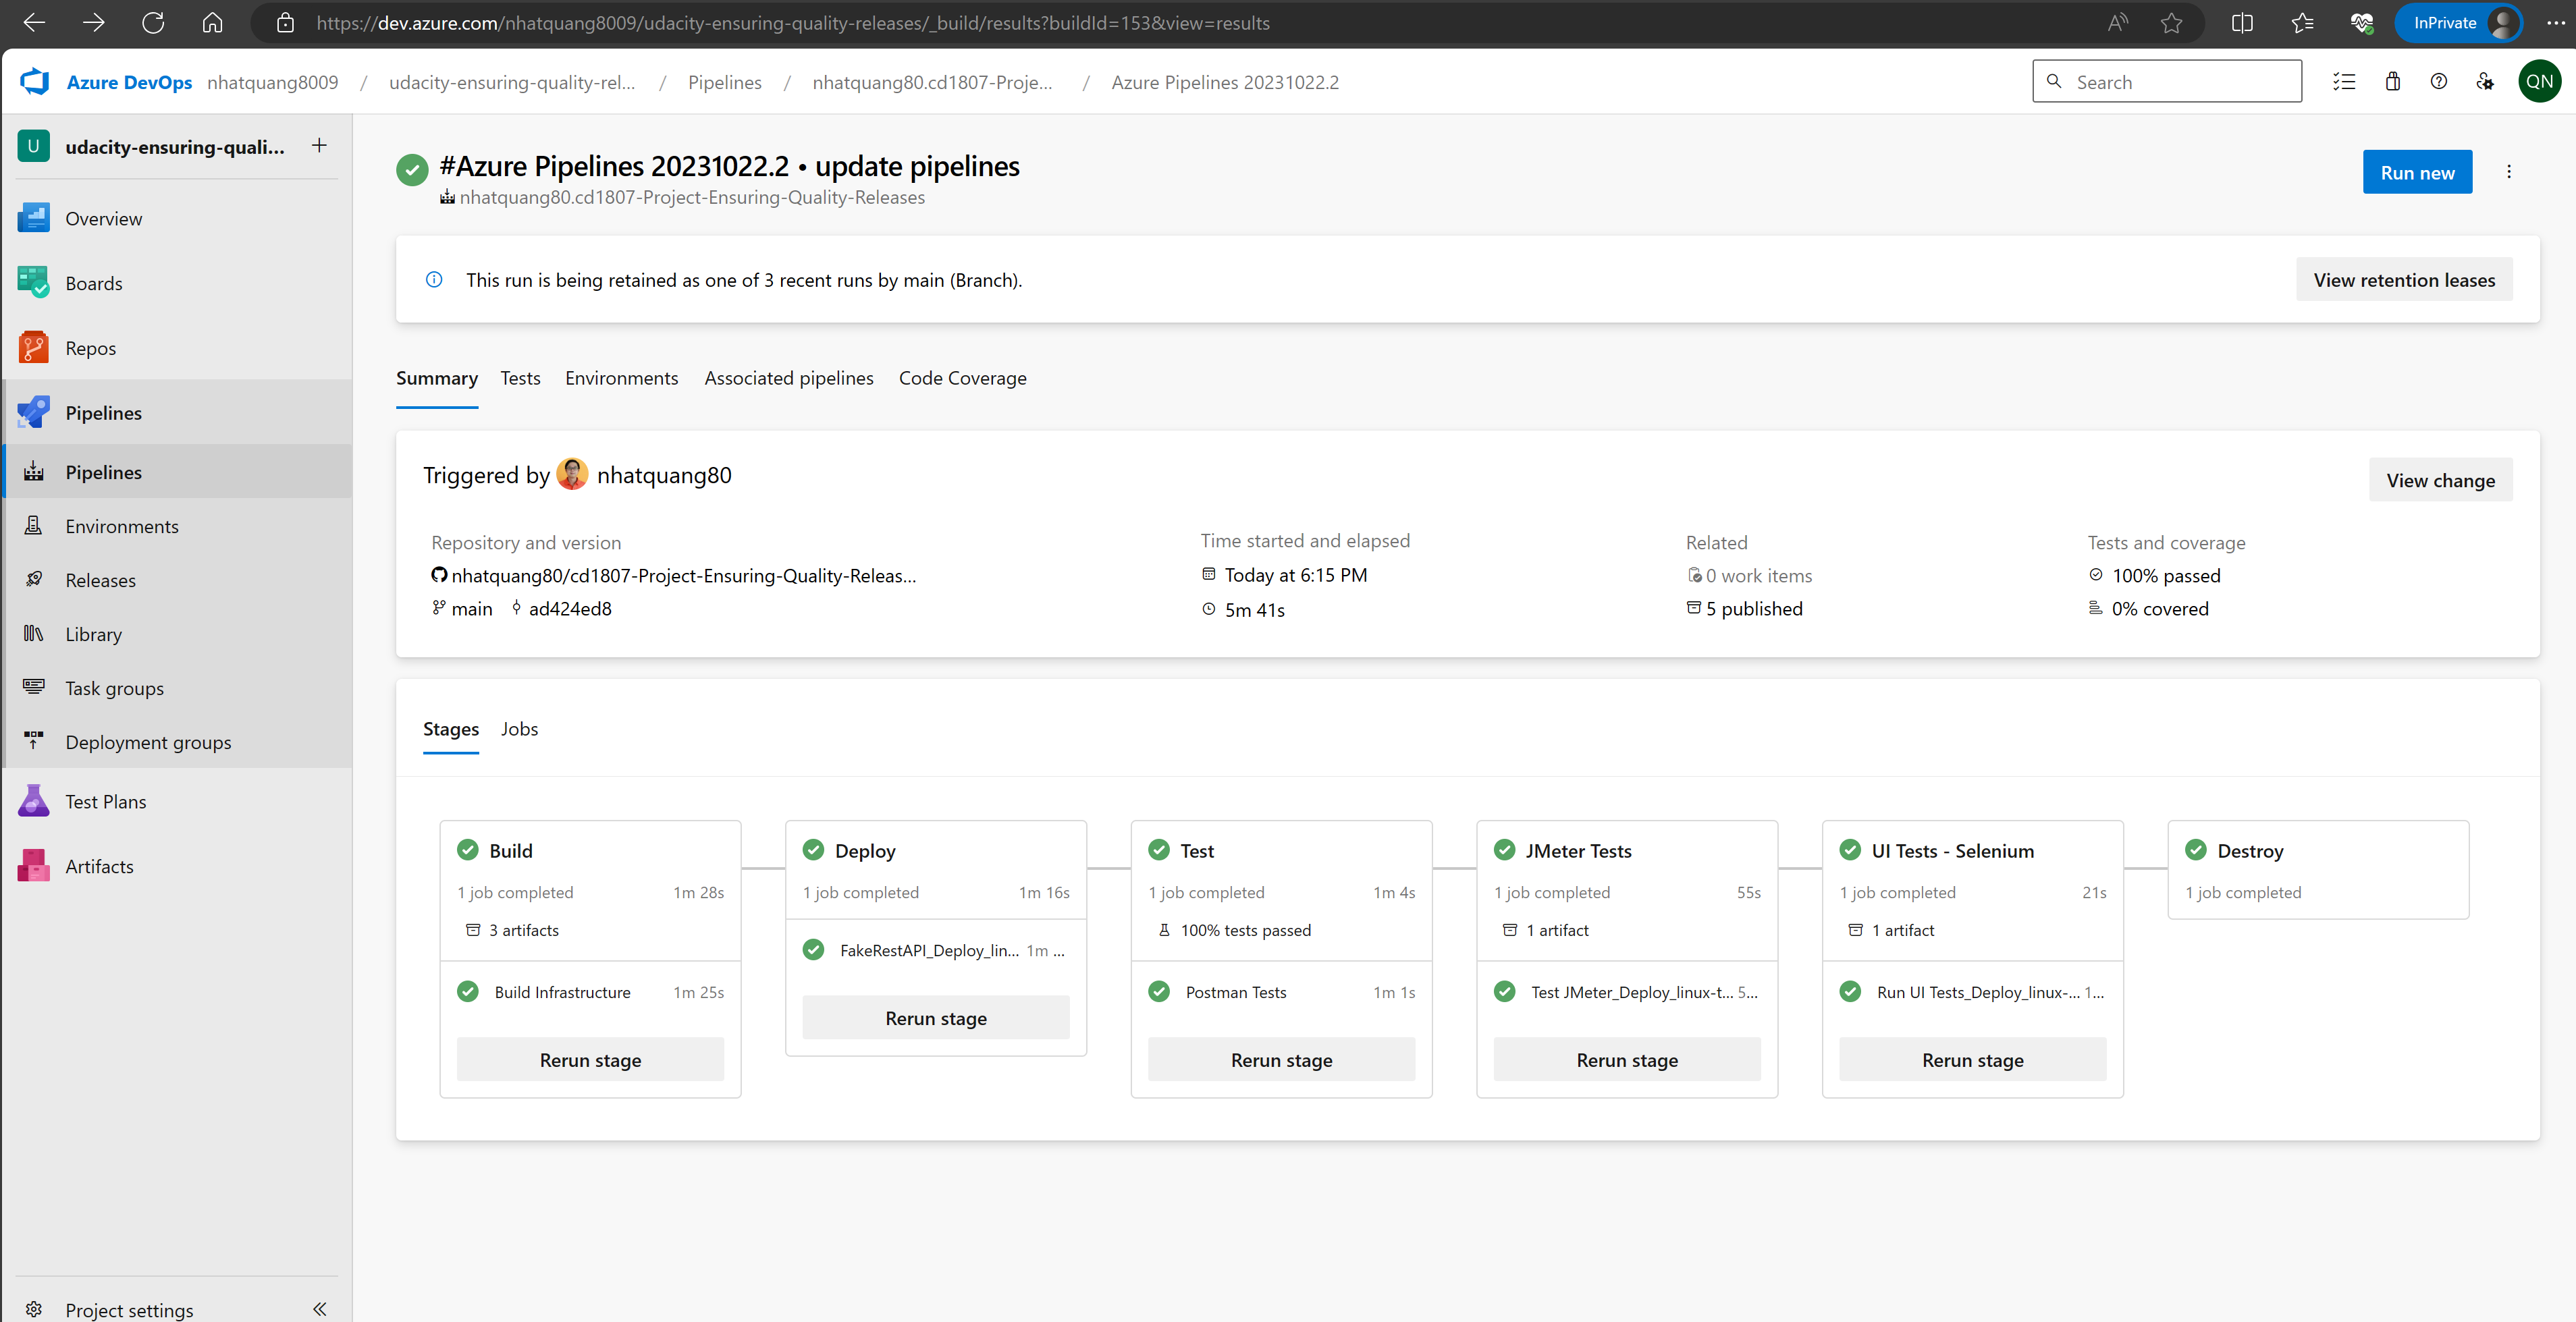 https://dev.azure.com/nhatquang8009/udacity-ensuring-quality-releases/_build/results?buildId=153&view=results
InPrivate
Azure DevOps nhatquang8009 / udacity-ensuring-quality-rel... / Pipelines / nhatquang80.cd1807-Proje... / Azure Pipelines 20231022.2
Search
QN
U udacity-ensuring-quali...
Overview
Boards
Repos
Pipelines
Pipelines
Environments
Releases
Library
Task groups
Deployment groups
Test Plans
Artifacts
Project settings
#Azure Pipelines 20231022.2 • update pipelines
nhatquang80.cd1807-Project-Ensuring-Quality-Releases
Run new
This run is being retained as one of 3 recent runs by main (Branch).
View retention leases
Summary Tests Environments Associated pipelines Code Coverage
Triggered by nhatquang80
View change
Repository and version
nhatquang80/cd1807-Project-Ensuring-Quality-Releas...
main ad424ed8
Time started and elapsed
Today at 6:15 PM
5m 41s
Related
0 work items
5 published
Tests and coverage
100% passed
0% covered
Stages Jobs
Build
1 job completed 1m 28s
3 artifacts
Build Infrastructure 1m 25s
Rerun stage
Deploy
1 job completed 1m 16s
FakeRestAPI_Deploy_lin... 1m ...
Rerun stage
Test
1 job completed 1m 4s
100% tests passed
Postman Tests 1m 1s
Rerun stage
JMeter Tests
1 job completed 55s
1 artifact
Test JMeter_Deploy_linux-t... 5...
Rerun stage
UI Tests - Selenium
1 job completed 21s
1 artifact
Run UI Tests_Deploy_linux-... 1...
Rerun stage
Destroy
1 job completed